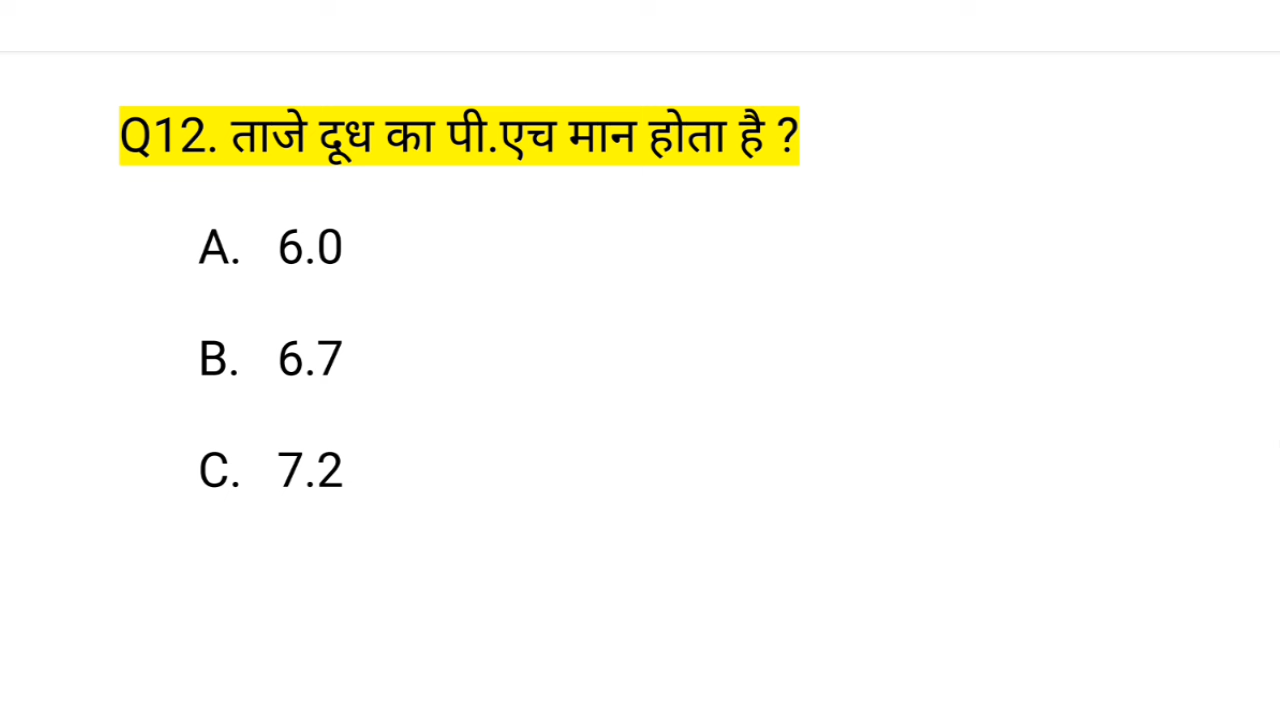 Q12. ताजे दूध का पी.एच मान होता है ?
A. 6.0
B. 6.7
C. 7.2